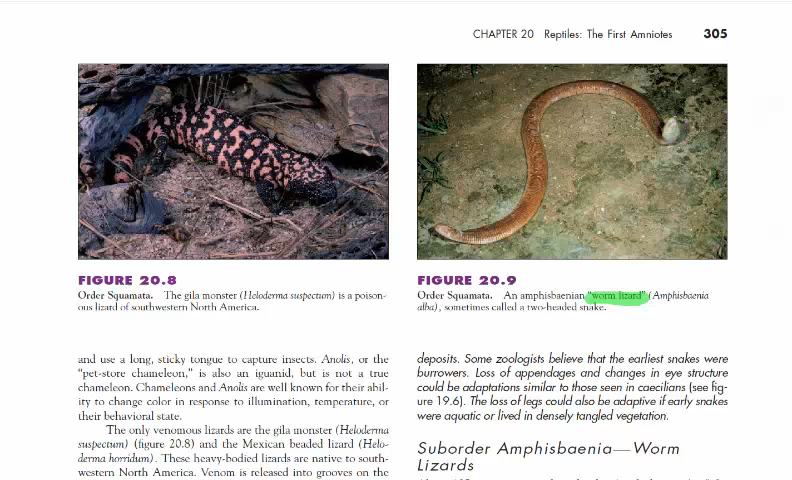 CHAPTER 20 Reptiles: The First Amniotes 305
FIGURE 20.8
Order Squamata. The gila monster (Heloderma suspectum) is a poison-
ous lizard of southwestern North America.
FIGURE 20.9
Order Squamata. An amphisbaenian “worm lizard” (Amphisbaenia
alba), sometimes called a two-headed snake.
and use a long, sticky tongue to capture insects. Anolis, or the
“pet-store chameleon,” is also an iguanid, but is not a true
chameleon. Chameleons and Anolis are well known for their abil-
ity to change color in response to illumination, temperature, or
their behavioral state.
The only venomous lizards are the gila monster (Heloderma
suspectum) (figure 20.8) and the Mexican beaded lizard (Helo-
derma horridum). These heavy-bodied lizards are native to south-
western North America. Venom is released into grooves on the
deposits. Some zoologists believe that the earliest snakes were
burrowers. Loss of appendages and changes in eye structure
could be adaptations similar to those seen in caecilians (see fig-
ure 19.6). The loss of legs could also be adaptive if early snakes
were aquatic or lived in densely tangled vegetation.
Suborder Amphisbaenia—Worm
Lizards